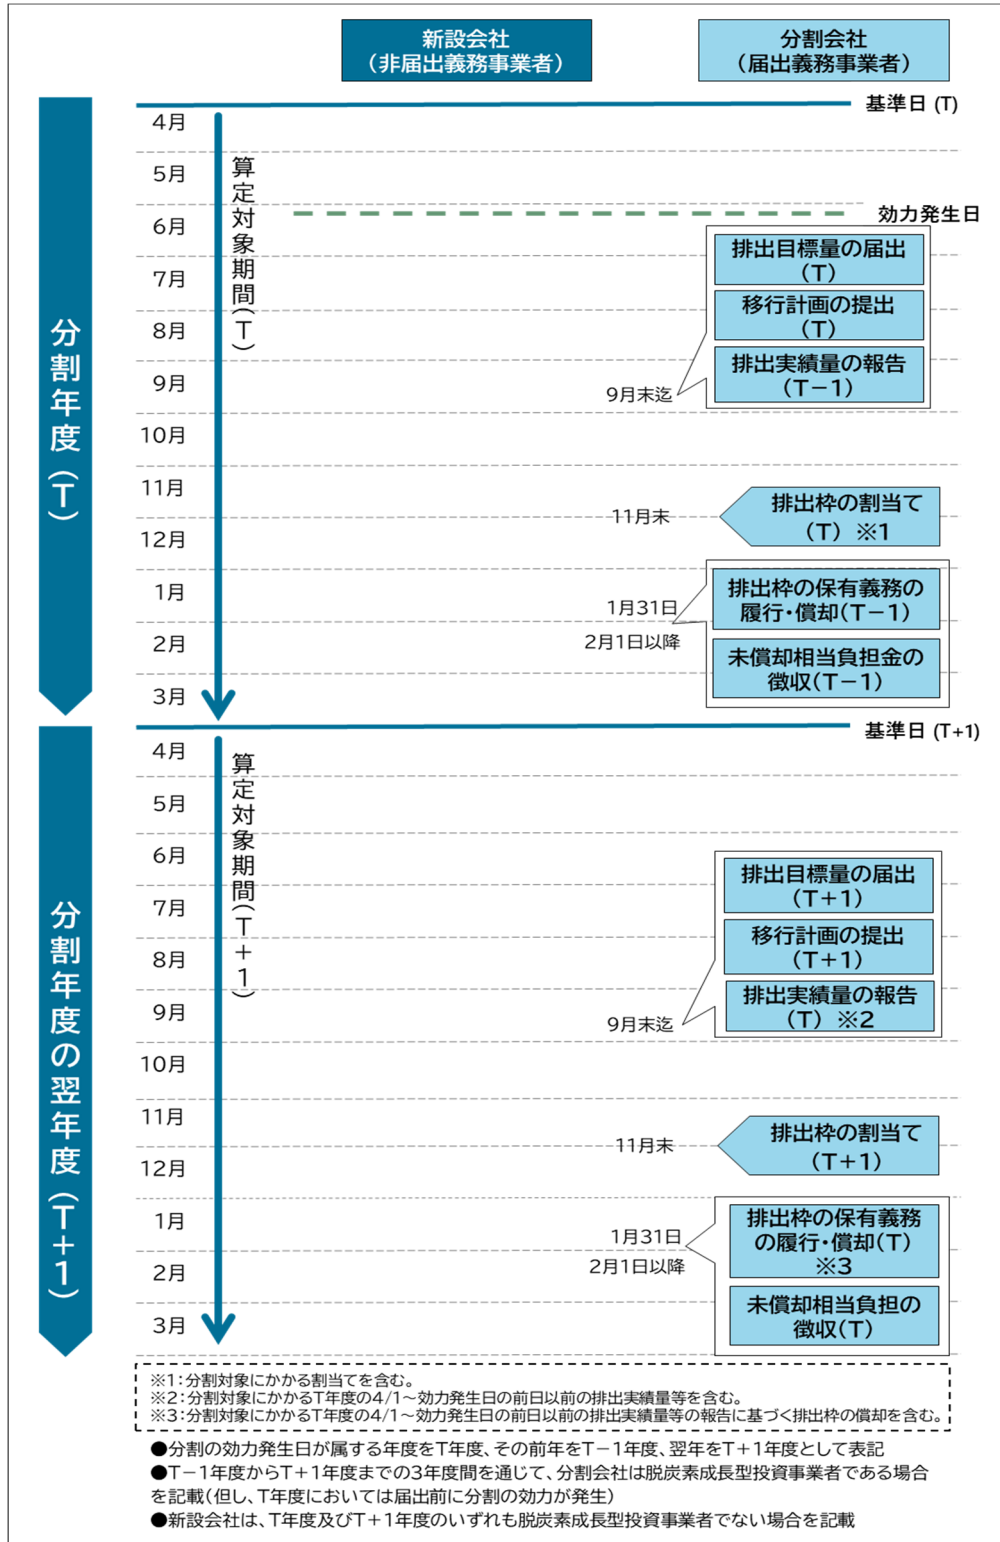 新設会社
（非届出義務事業者）
分割会社
（届出義務事業者）
基準日 (T)
分割年度（T）
算定対象期間（T）
4月
5月
効力発生日
6月
排出目標量の届出
（T）
7月
移行計画の提出
（T）
8月
排出実績量の報告
（T－1）
9月
9月末迄
10月
11月
排出枠の割当て
（T） ※1
11月末
12月
1月
排出枠の保有義務の
履行・償却（T－1）
1月31日
2月1日以降
2月
未償却相当負担金の
徴収（T－1）
3月
基準日 (T+1)
分割年度の翌年度（T＋1）
算定対象期間（T＋1）
4月
5月
6月
排出目標量の届出
（T＋1）
7月
移行計画の提出
（T＋1）
8月
排出実績量の報告
（T） ※2
9月
9月末迄
10月
11月
排出枠の割当て
（T＋1）
11月末
12月
1月
排出枠の保有義務
の履行・償却（T）
※3
1月31日
2月1日以降
2月
未償却相当負担の
徴収（T）
3月
※1：分割対象にかかる割当てを含む。
※2：分割対象にかかるT年度の4/1～効力発生日の前日以前の排出実績量等を含む。
※3：分割対象にかかるT年度の4/1～効力発生日の前日以前の排出実績量等の報告に基づく排出枠の償却を含む。
●分割の効力発生日が属する年度をT年度、その前年をT－1年度、翌年をT＋1年度として表記
●T－1年度からT＋1年度までの3年度間を通じて、分割会社は脱炭素成長型投資事業者である場合
を記載（但し、T年度においては届出前に分割の効力が発生）
●新設会社は、T年度及びT＋1年度のいずれも脱炭素成長型投資事業者でない場合を記載